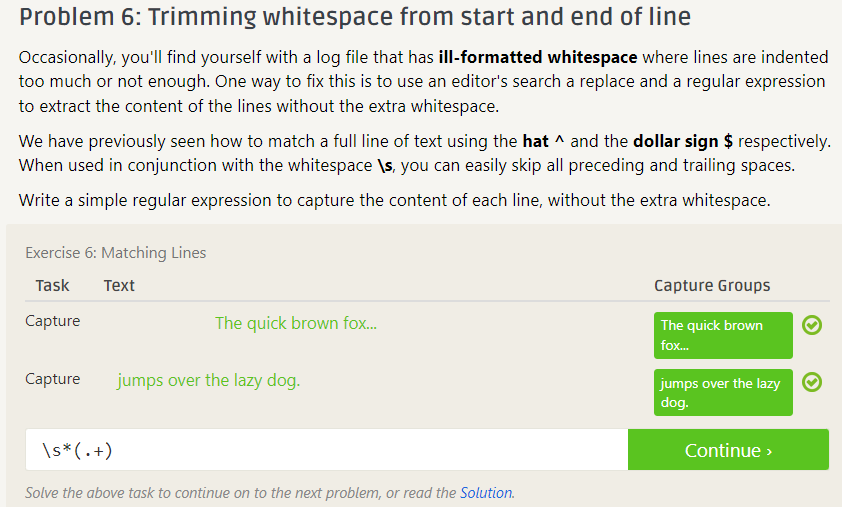 Problem 6: Trimming whitespace from start and end of line
Occasionally, you'll find yourself with a log file that has ill-formatted whitespace where lines are indented
too much or not enough. One way to fix this is to use an editor's search a replace and a regular expression
to extract the content of the lines without the extra whitespace.
We have previously seen how to match a full line of text using the hat ^ and the dollar sign $ respectively.
When used in conjunction with the whitespace \s, you can easily skip all preceding and trailing spaces.
Write a simple regular expression to capture the content of each line, without the extra whitespace.
Exercise 6: Matching Lines
Task Text Capture Groups
Capture The quick brown fox... The quick brown
fox...
Capture jumps over the lazy dog. jumps over the lazy
dog.
\s*(.+) Continue ›
Solve the above task to continue on to the next problem, or read the Solution.